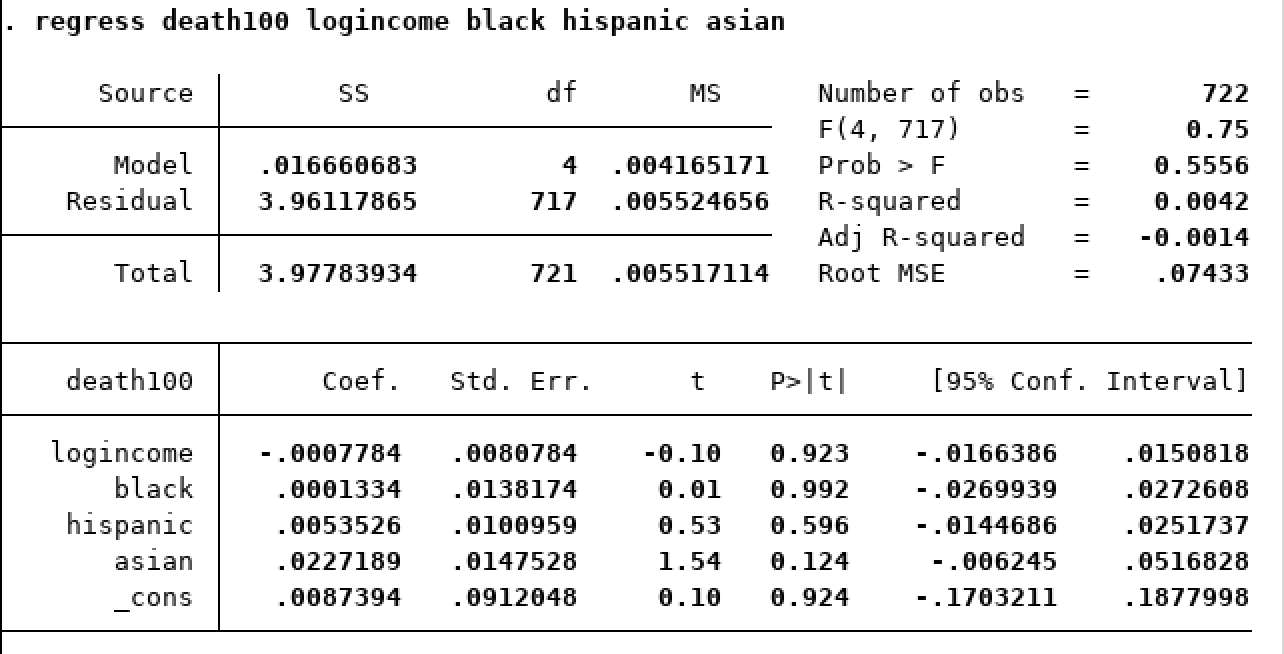 . regress death100 logincome black hispanic asian
Source SS df MS Number of obs = 722
F(4, 717) = 0.75
Model .016660683 4 .004165171 Prob > F = 0.5556
Residual 3.96117865 717 .005524656 R-squared = 0.0042
Adj R-squared = -0.0014
Total 3.97783934 721 .005517114 Root MSE = .07433
death100 Coef. Std. Err. t P>|t| [95% Conf. Interval]
logincome -.0007784 .0080784 -0.10 0.923 -.0166386 .0150818
black .0001334 .0138174 0.01 0.992 -.0269939 .0272608
hispanic .0053526 .0100959 0.53 0.596 -.0144686 .0251737
asian .0227189 .0147528 1.54 0.124 -.006245 .0516828
_cons .0087394 .0912048 0.10 0.924 -.1703211 .1877998